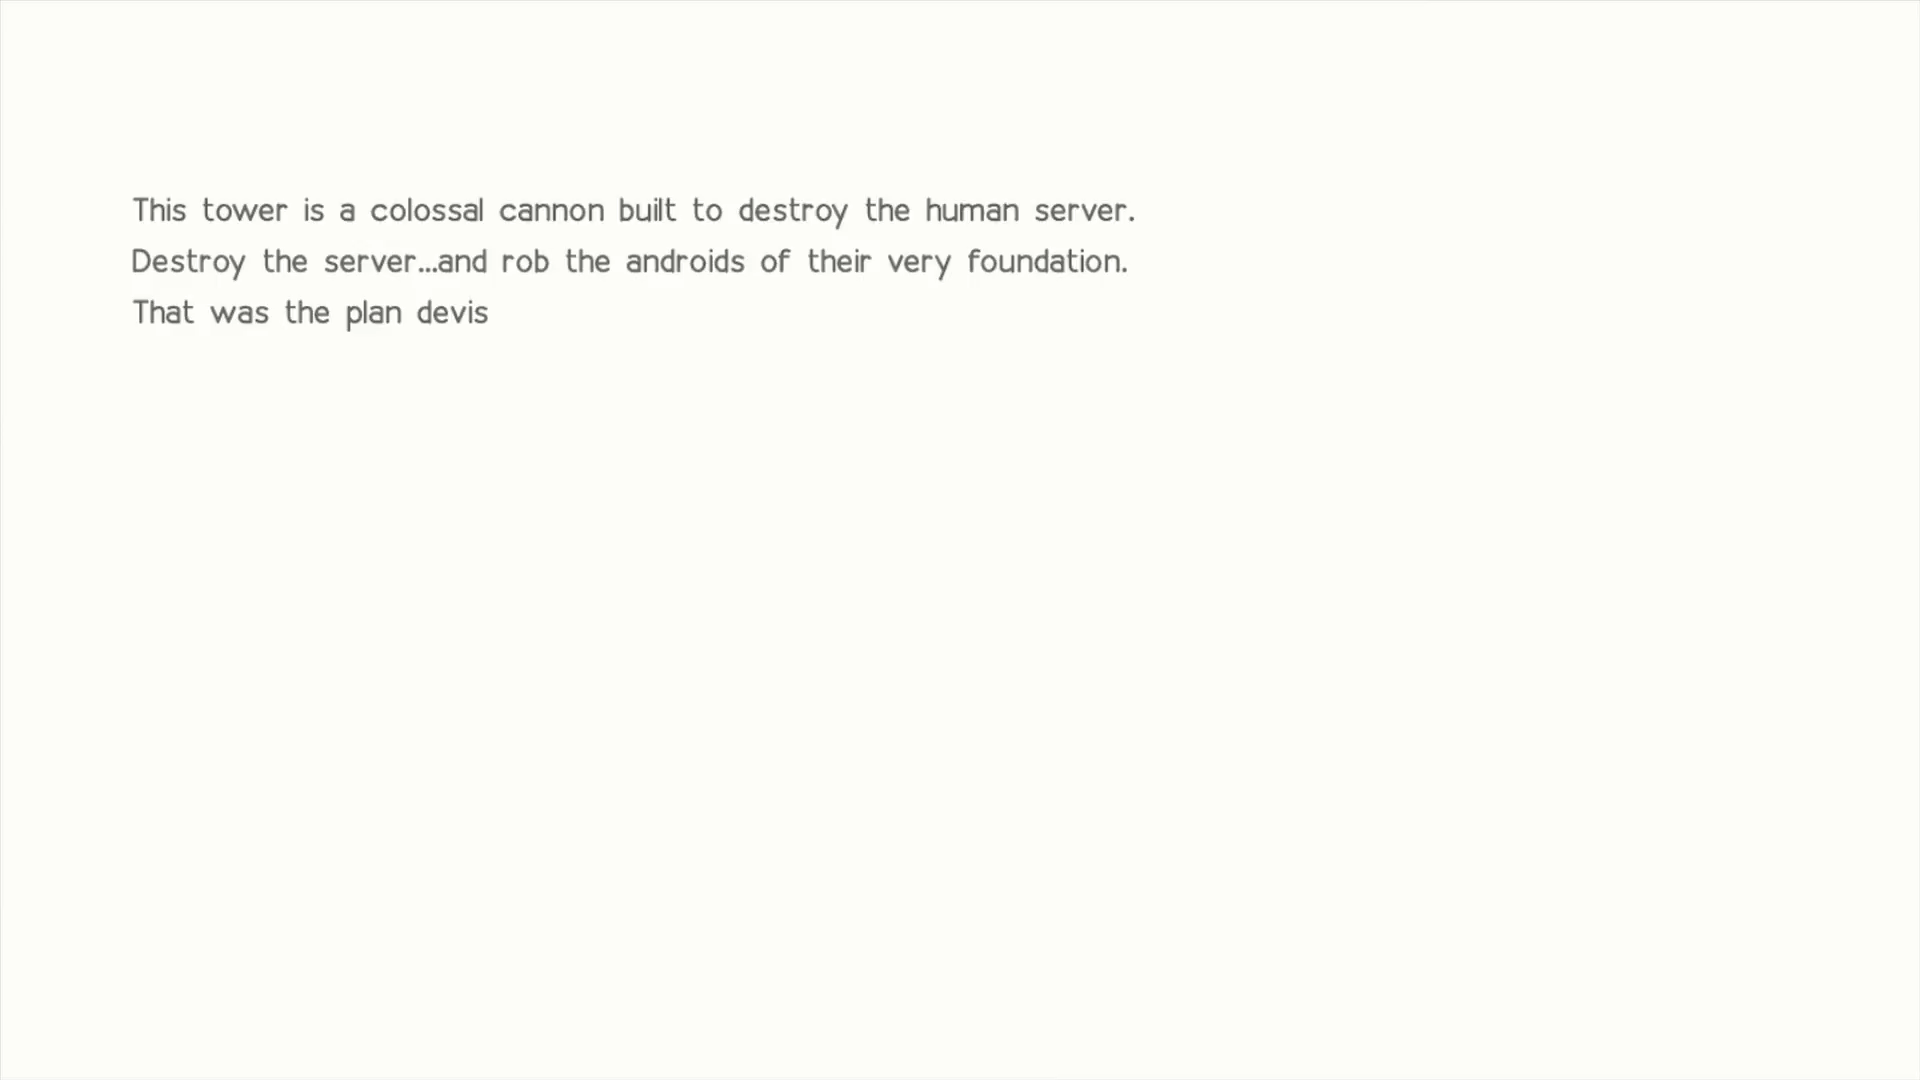 This tower is a colossal cannon built to destroy the human server.
Destroy the server...and rob the androids of their very foundation.
That was the plan devis